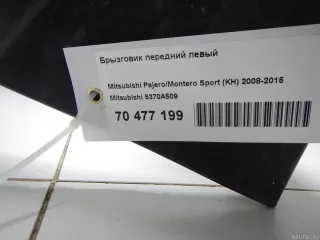 Брызговик передний левый
Mitsubishi Pajero/Montero Sport (KH) 2008-2015
Mitsubishi 5370A509
70 477 199